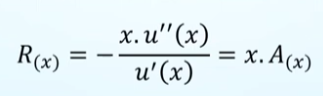 R(x) = − x.u''(x) / u'(x) = x.A(x)